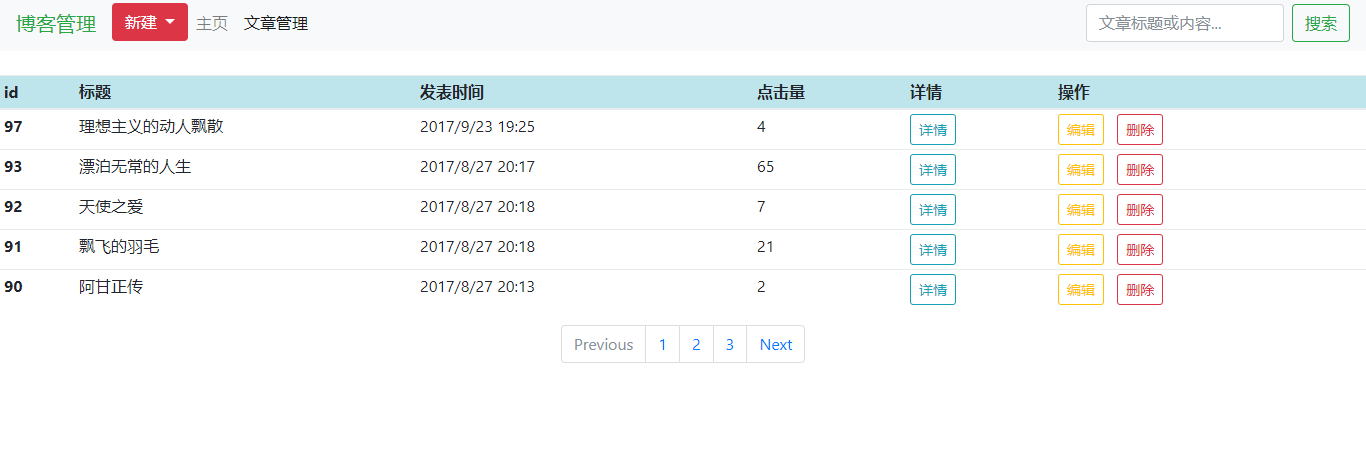 博客管理 新建 主页 文章管理 文章标题或内容... 搜索
id 标题 发表时间 点击量 详情 操作
97 理想主义的动人飘散 2017/9/23 19:25 4 详情 编辑 删除
93 漂泊无常的人生 2017/8/27 20:17 65 详情 编辑 删除
92 天使之爱 2017/8/27 20:18 7 详情 编辑 删除
91 飘飞的羽毛 2017/8/27 20:18 21 详情 编辑 删除
90 阿甘正传 2017/8/27 20:13 2 详情 编辑 删除
Previous 1 2 3 Next